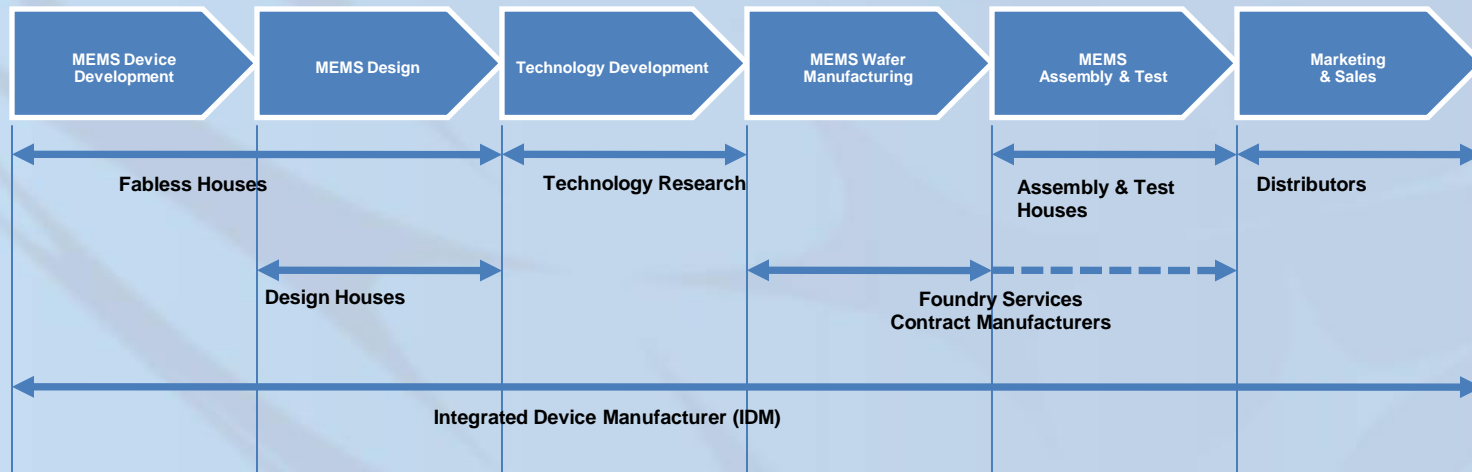 MEMS Device
Development
MEMS Design
Technology Development
MEMS Wafer
Manufacturing
MEMS
Assembly & Test
Marketing
& Sales
Fabless Houses
Technology Research
Assembly & Test
Houses
Distributors
Design Houses
Foundry Services
Contract Manufacturers
Integrated Device Manufacturer (IDM)